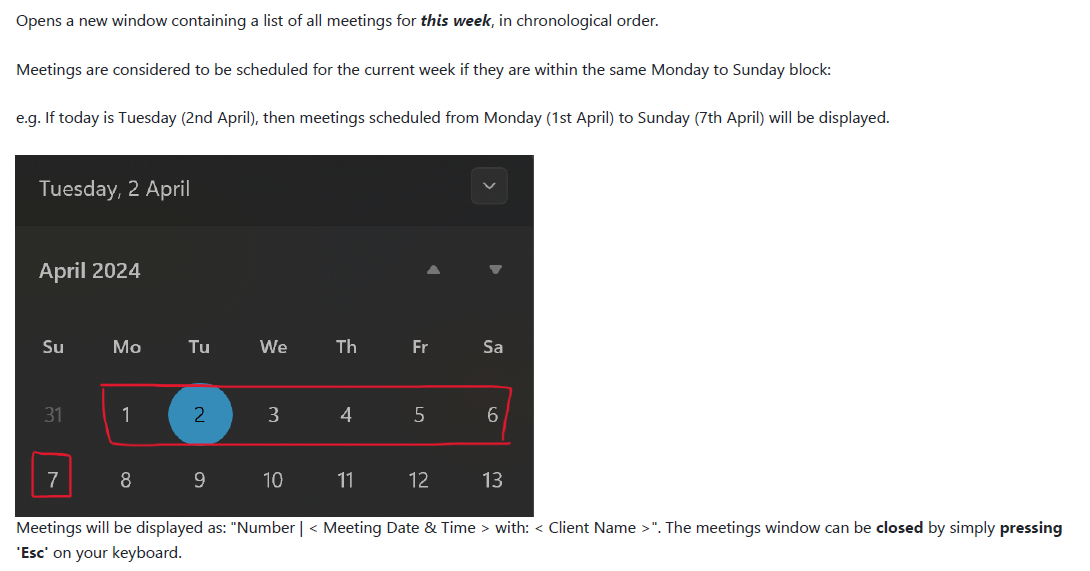 Opens a new window containing a list of all meetings for this week, in chronological order.
Meetings are considered to be scheduled for the current week if they are within the same Monday to Sunday block:
e.g. If today is Tuesday (2nd April), then meetings scheduled from Monday (1st April) to Sunday (7th April) will be displayed.
Tuesday, 2 April
April 2024
Su Mo Tu We Th Fr Sa
31 1 2 3 4 5 6
7 8 9 10 11 12 13
Meetings will be displayed as: "Number | < Meeting Date & Time > with: < Client Name >". The meetings window can be closed by simply pressing
'Esc' on your keyboard.